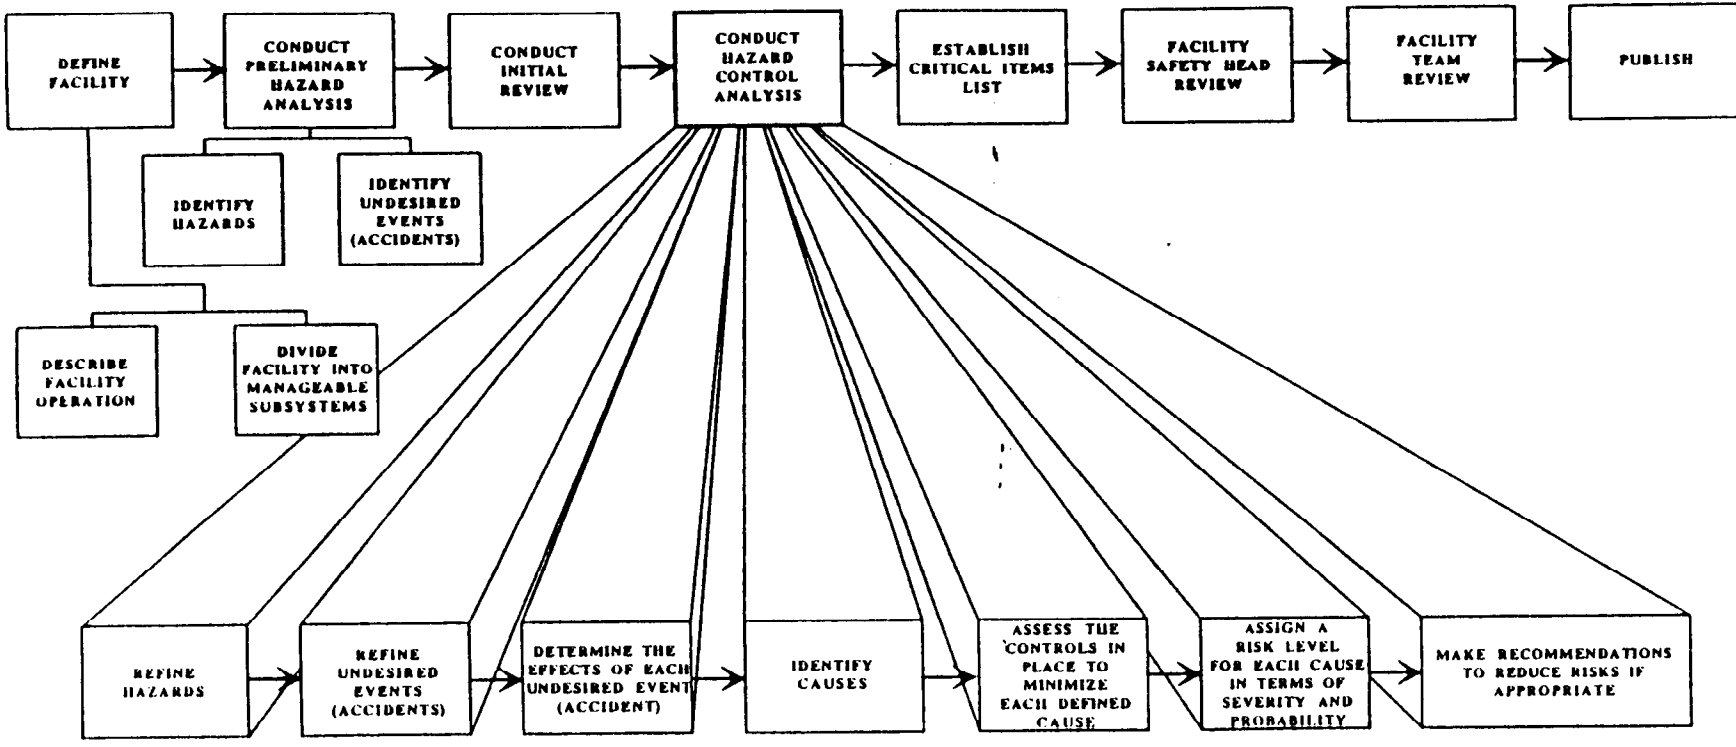 DEFINE
FACILITY
CONDUCT
PRELIMINARY
HAZARD
ANALYSIS
CONDUCT
INITIAL
REVIEW
CONDUCT
HAZARD
CONTROL
ANALYSIS
ESTABLISH
CRITICAL ITEMS
LIST
FACILITY
SAFETY HEAD
REVIEW
FACILITY
TEAM
REVIEW
PUBLISH
IDENTIFY
HAZARDS
IDENTIFY
UNDESIRED
EVENTS
(ACCIDENTS)
DESCRIBE
FACILITY
OPERATION
DIVIDE
FACILITY INTO
MANAGEABLE
SUBSYSTEMS
REFINE
HAZARDS
REFINE
UNDESIRED
EVENTS
(ACCIDENTS)
DETERMINE THE
EFFECTS OF EACH
UNDESIRED EVENT
(ACCIDENT)
IDENTIFY
CAUSES
ASSESS THE
CONTROLS IN
PLACE TO
MINIMIZE
EACH DEFINED
CAUSE
ASSIGN A
RISK LEVEL
FOR EACH CAUSE
IN TERMS OF
SEVERITY AND
PROBABILITY
MAKE RECOMMENDATIONS
TO REDUCE RISKS IF
APPROPRIATE